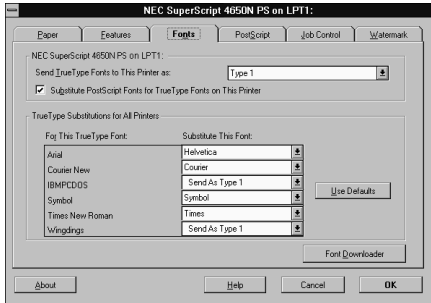 NEC SuperScript 4650N PS on LPT1:
Paper Features Fonts PostScript Job Control Watermark
NEC SuperScript 4650N PS on LPT1:
Send TrueType Fonts to This Printer as: Type 1
Substitute PostScript Fonts for TrueType Fonts on This Printer
TrueType Substitutions for All Printers
For This TrueType Font: Substitute This Font:
Arial Helvetica
Courier New Courier
IBMPCDOS Send As Type 1
Symbol Symbol
Times New Roman Times
Wingdings Send As Type 1
Use Defaults
Font Downloader
About Help Cancel OK